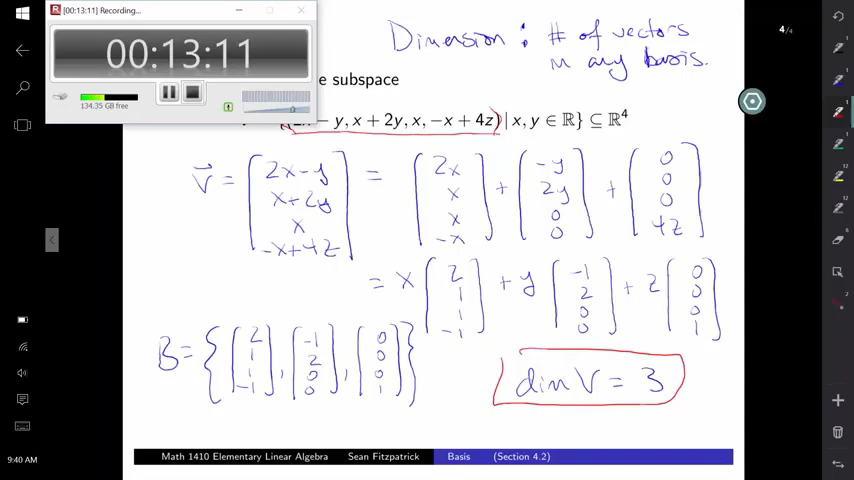 [00:13:11] Recording...
00:13:11
134.35 GB free
Dimension : # of vectors
in any basis.
4/4
e subspace
(2x − y, x + 2y, x, −x + 4z) | x, y ∈ ℝ} ⊆ ℝ⁴
v⃗ = [2x-y x+2y x -x+4z] = [2x x x -x] + [-y 2y 0 0] + [0 0 0 4z]
= x [2 1 1 -1] + y [-1 2 0 0] + z [0 0 0 1]
B = { [2 1 1 -1] , [-1 2 0 0] , [0 0 0 1] }
dim V = 3
9:40 AM
Math 1410 Elementary Linear Algebra Sean Fitzpatrick Basis (Section 4.2)